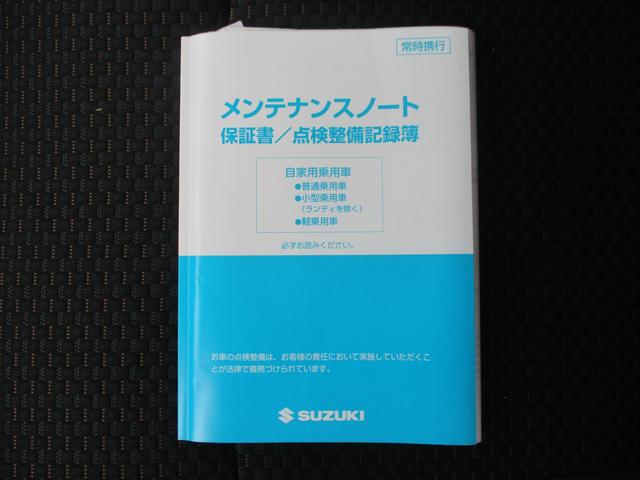 常時携行
メンテナンスノート
保証書／点検整備記録簿
自家用乗用車
●普通乗用車
●小型乗用車
（ランディを除く）
●軽乗用車
必ずお読みください。
お車の点検整備は、お客様の責任において実施していただくこ
とが法律で義務づけられています。
SUZUKI